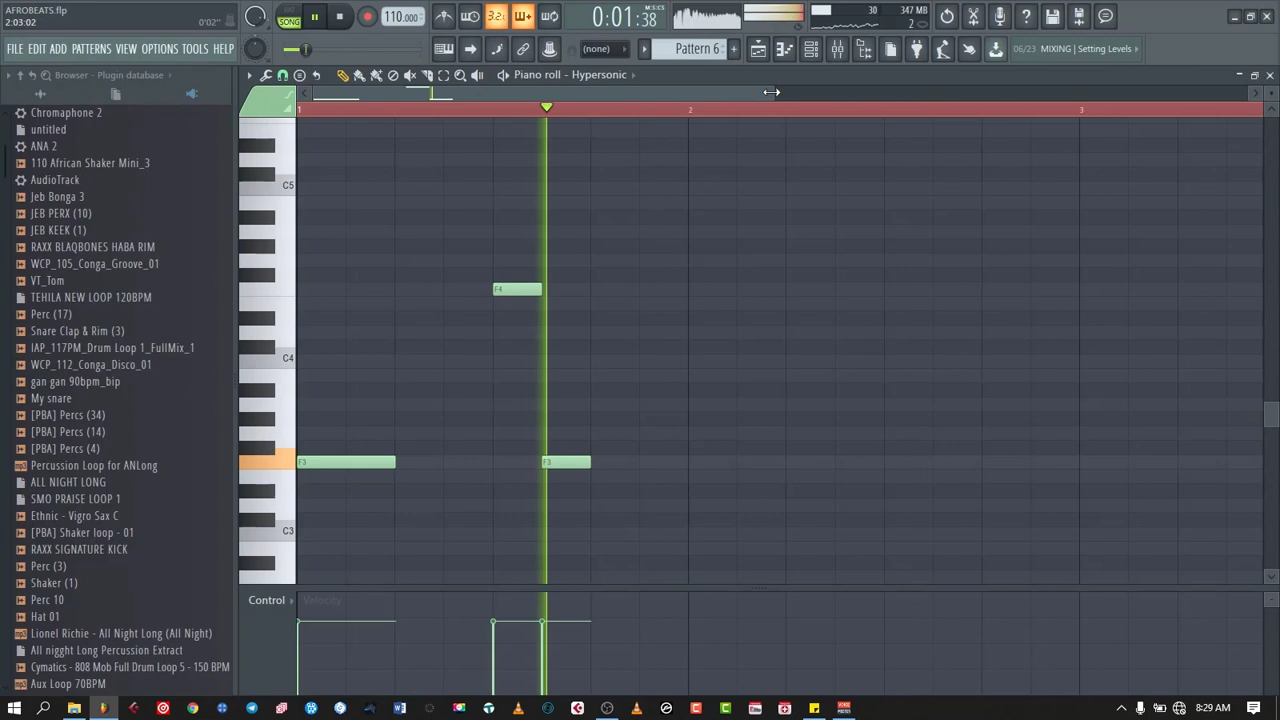 AFROBEATS.flp
2:03:02 0'02"
SONG
110.000
3.2
0:01:38
M:S:CS
30 347 MB
2
FILE EDIT ADD PATTERNS VIEW OPTIONS TOOLS HELP
(none)
Pattern 6
06/23 MIXING | Setting Levels
Browser - Plugin database
Piano roll - Hypersonic
1 2 3
Chromaphone 2
untitled
ANA 2
110 African Shaker Mini_3
AudioTrack
Jeb Bonga 3
JEB PERX (10)
JEB KEEK (1)
RAXX BLAQBONES HABA RIM
WCP_105_Conga_Groove_01
VT_Tom
TEHILA NEW LOOP 120BPM
Perc (17)
Snare Clap & Rim (3)
IAP_117PM_Drum Loop 1_FullMix_1
WCP_112_Conga_Disco_01
gan gan 90bpm_bip
My snare
[PBA] Percs (34)
[PBA] Percs (14)
[PBA] Percs (4)
Percussion Loop for ANLong
ALL NIGHT LONG
SMO PRAISE LOOP 1
Ethnic - Vigro Sax C
[PBA] Shaker loop - 01
RAXX SIGNATURE KICK
Perc (3)
Shaker (1)
Perc 10
Hat 01
Lionel Richie - All Night Long (All Night)
All nigght Long Percussion Extract
Cymatics - 808 Mob Full Drum Loop 5 - 150 BPM
Aux Loop 70BPM
C5
F4
C4
F3 F3
C3
Control Velocity
8:29 AM